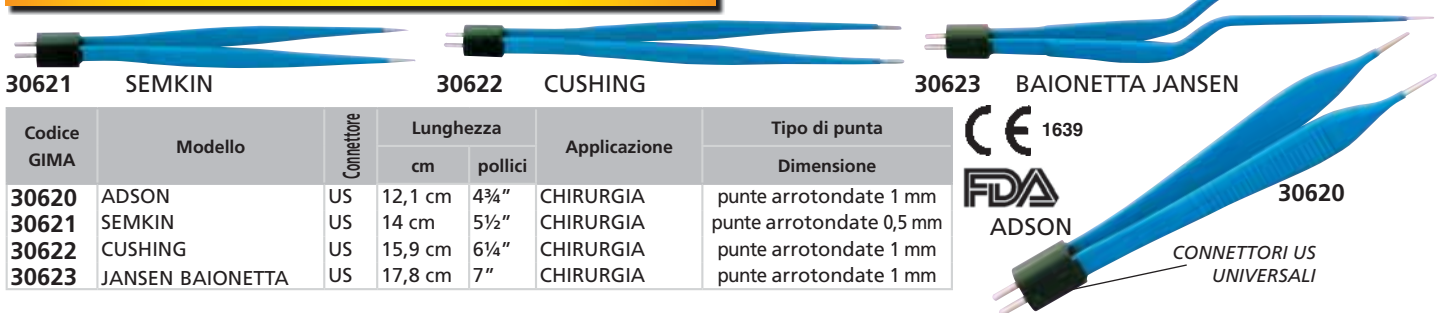 30621 SEMKIN
30622 CUSHING
30623 BAIONETTA JANSEN
Codice GIMA Modello Connettore Lunghezza Applicazione Tipo di punta
cm pollici Dimensione
30620 ADSON US 12,1 cm 4¾” CHIRURGIA punte arrotondate 1 mm
30621 SEMKIN US 14 cm 5½” CHIRURGIA punte arrotondate 0,5 mm
30622 CUSHING US 15,9 cm 6¼” CHIRURGIA punte arrotondate 1 mm
30623 JANSEN BAIONETTA US 17,8 cm 7” CHIRURGIA punte arrotondate 1 mm
CE 1639
FDA
ADSON
30620
CONNETTORI US
UNIVERSALI